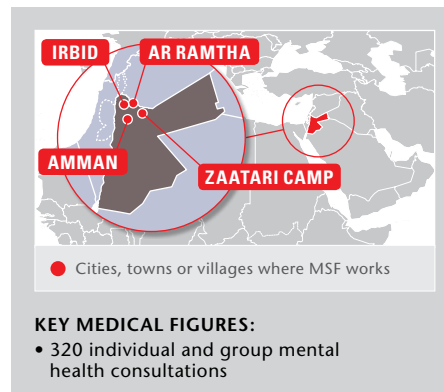 IRBID
AR RAMTHA
AMMAN
ZAATARI CAMP
Cities, towns or villages where MSF works
KEY MEDICAL FIGURES:
• 320 individual and group mental
health consultations